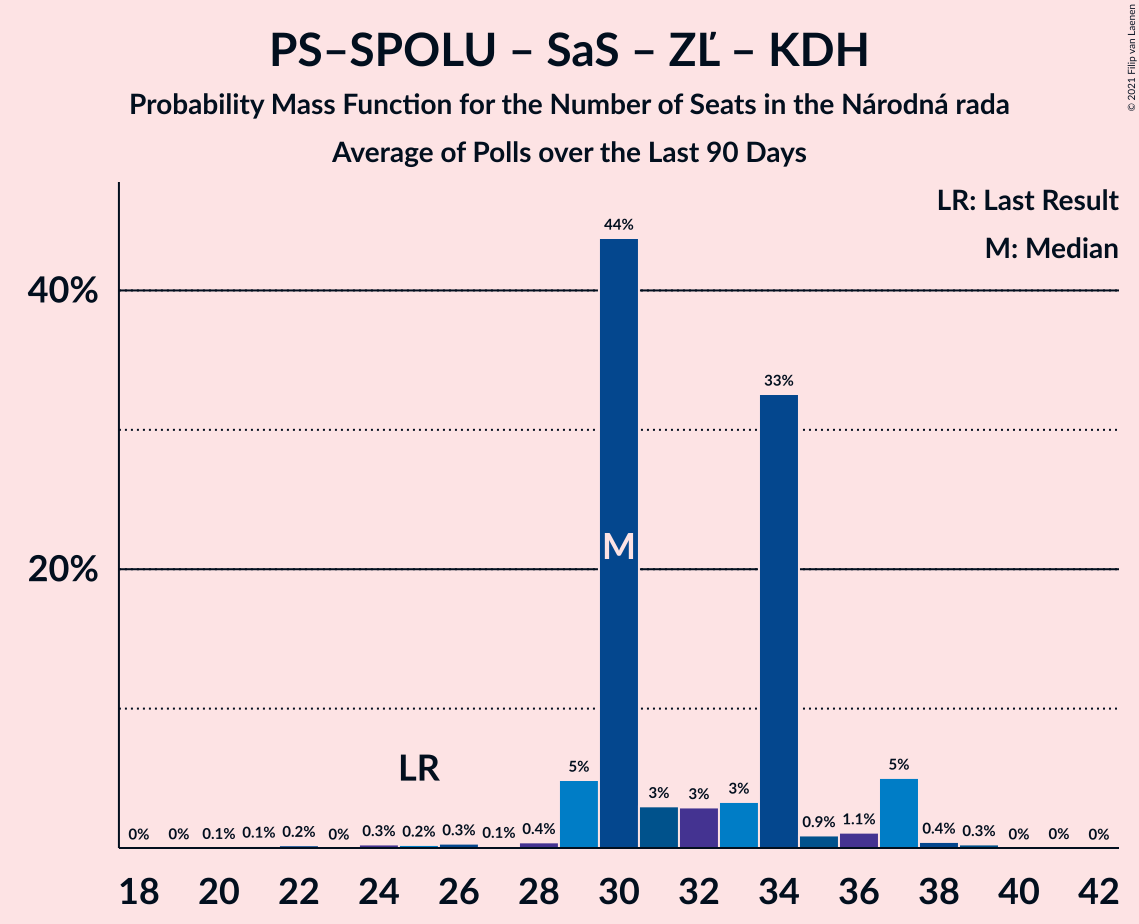 PS–SPOLU – SaS – ZĽ – KDH
Probability Mass Function for the Number of Seats in the Národná rada
Average of Polls over the Last 90 Days
© 2021 Filip van Laenen
LR: Last Result
M: Median
40%
20%
0% 0% 0.1% 0.1% 0.2% 0% 0.3% 0.2% 0.3% 0.1% 0.4% 5% 44% 3% 3% 3% 33% 0.9% 1.1% 5% 0.4% 0.3% 0% 0% 0%
M
LR
18 20 22 24 26 28 30 32 34 36 38 40 42